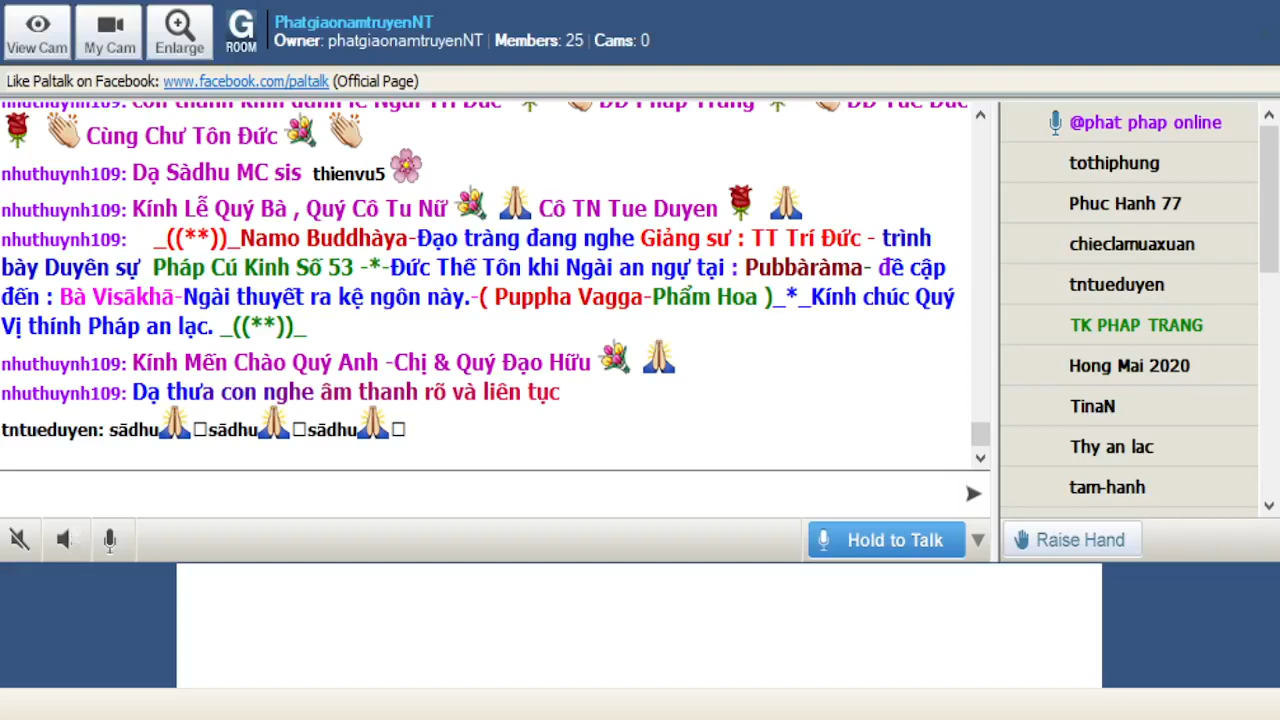 View Cam
My Cam
Enlarge
G
ROOM
PhatgiaonamtruyenNT
Owner: phatgiaonamtruyenNT | Members: 25 | Cams: 0
Like Paltalk on Facebook: www.facebook.com/paltalk (Official Page)
Cùng Chư Tôn Đức
nhuthuynh109: Dạ Sàdhu MC sis thienvu5
nhuthuynh109: Kính Lễ Quý Bà , Quý Cô Tu Nữ Cô TN Tue Duyen
nhuthuynh109: _((**))_Namo Buddhàya-Đạo tràng đang nghe Giảng sư : TT Trí Đức - trình
bày Duyên sự Pháp Cú Kinh Số 53 -*-Đức Thế Tôn khi Ngài an ngự tại : Pubbàràma- đề cập
đến : Bà Visākhā-Ngài thuyết ra kệ ngôn này.-( Puppha Vagga-Phẩm Hoa )_*_Kính chúc Quý
Vị thính Pháp an lạc. _((**))_
nhuthuynh109: Kính Mến Chào Quý Anh -Chị & Quý Đạo Hữu
nhuthuynh109: Dạ thưa con nghe âm thanh rõ và liên tục
tntueduyen: sādhu sādhu sādhu
@phat phap online
tothiphung
Phuc Hanh 77
chieclamuaxuan
tntueduyen
TK PHAP TRANG
Hong Mai 2020
TinaN
Thy an lac
tam-hanh
Hold to Talk
Raise Hand